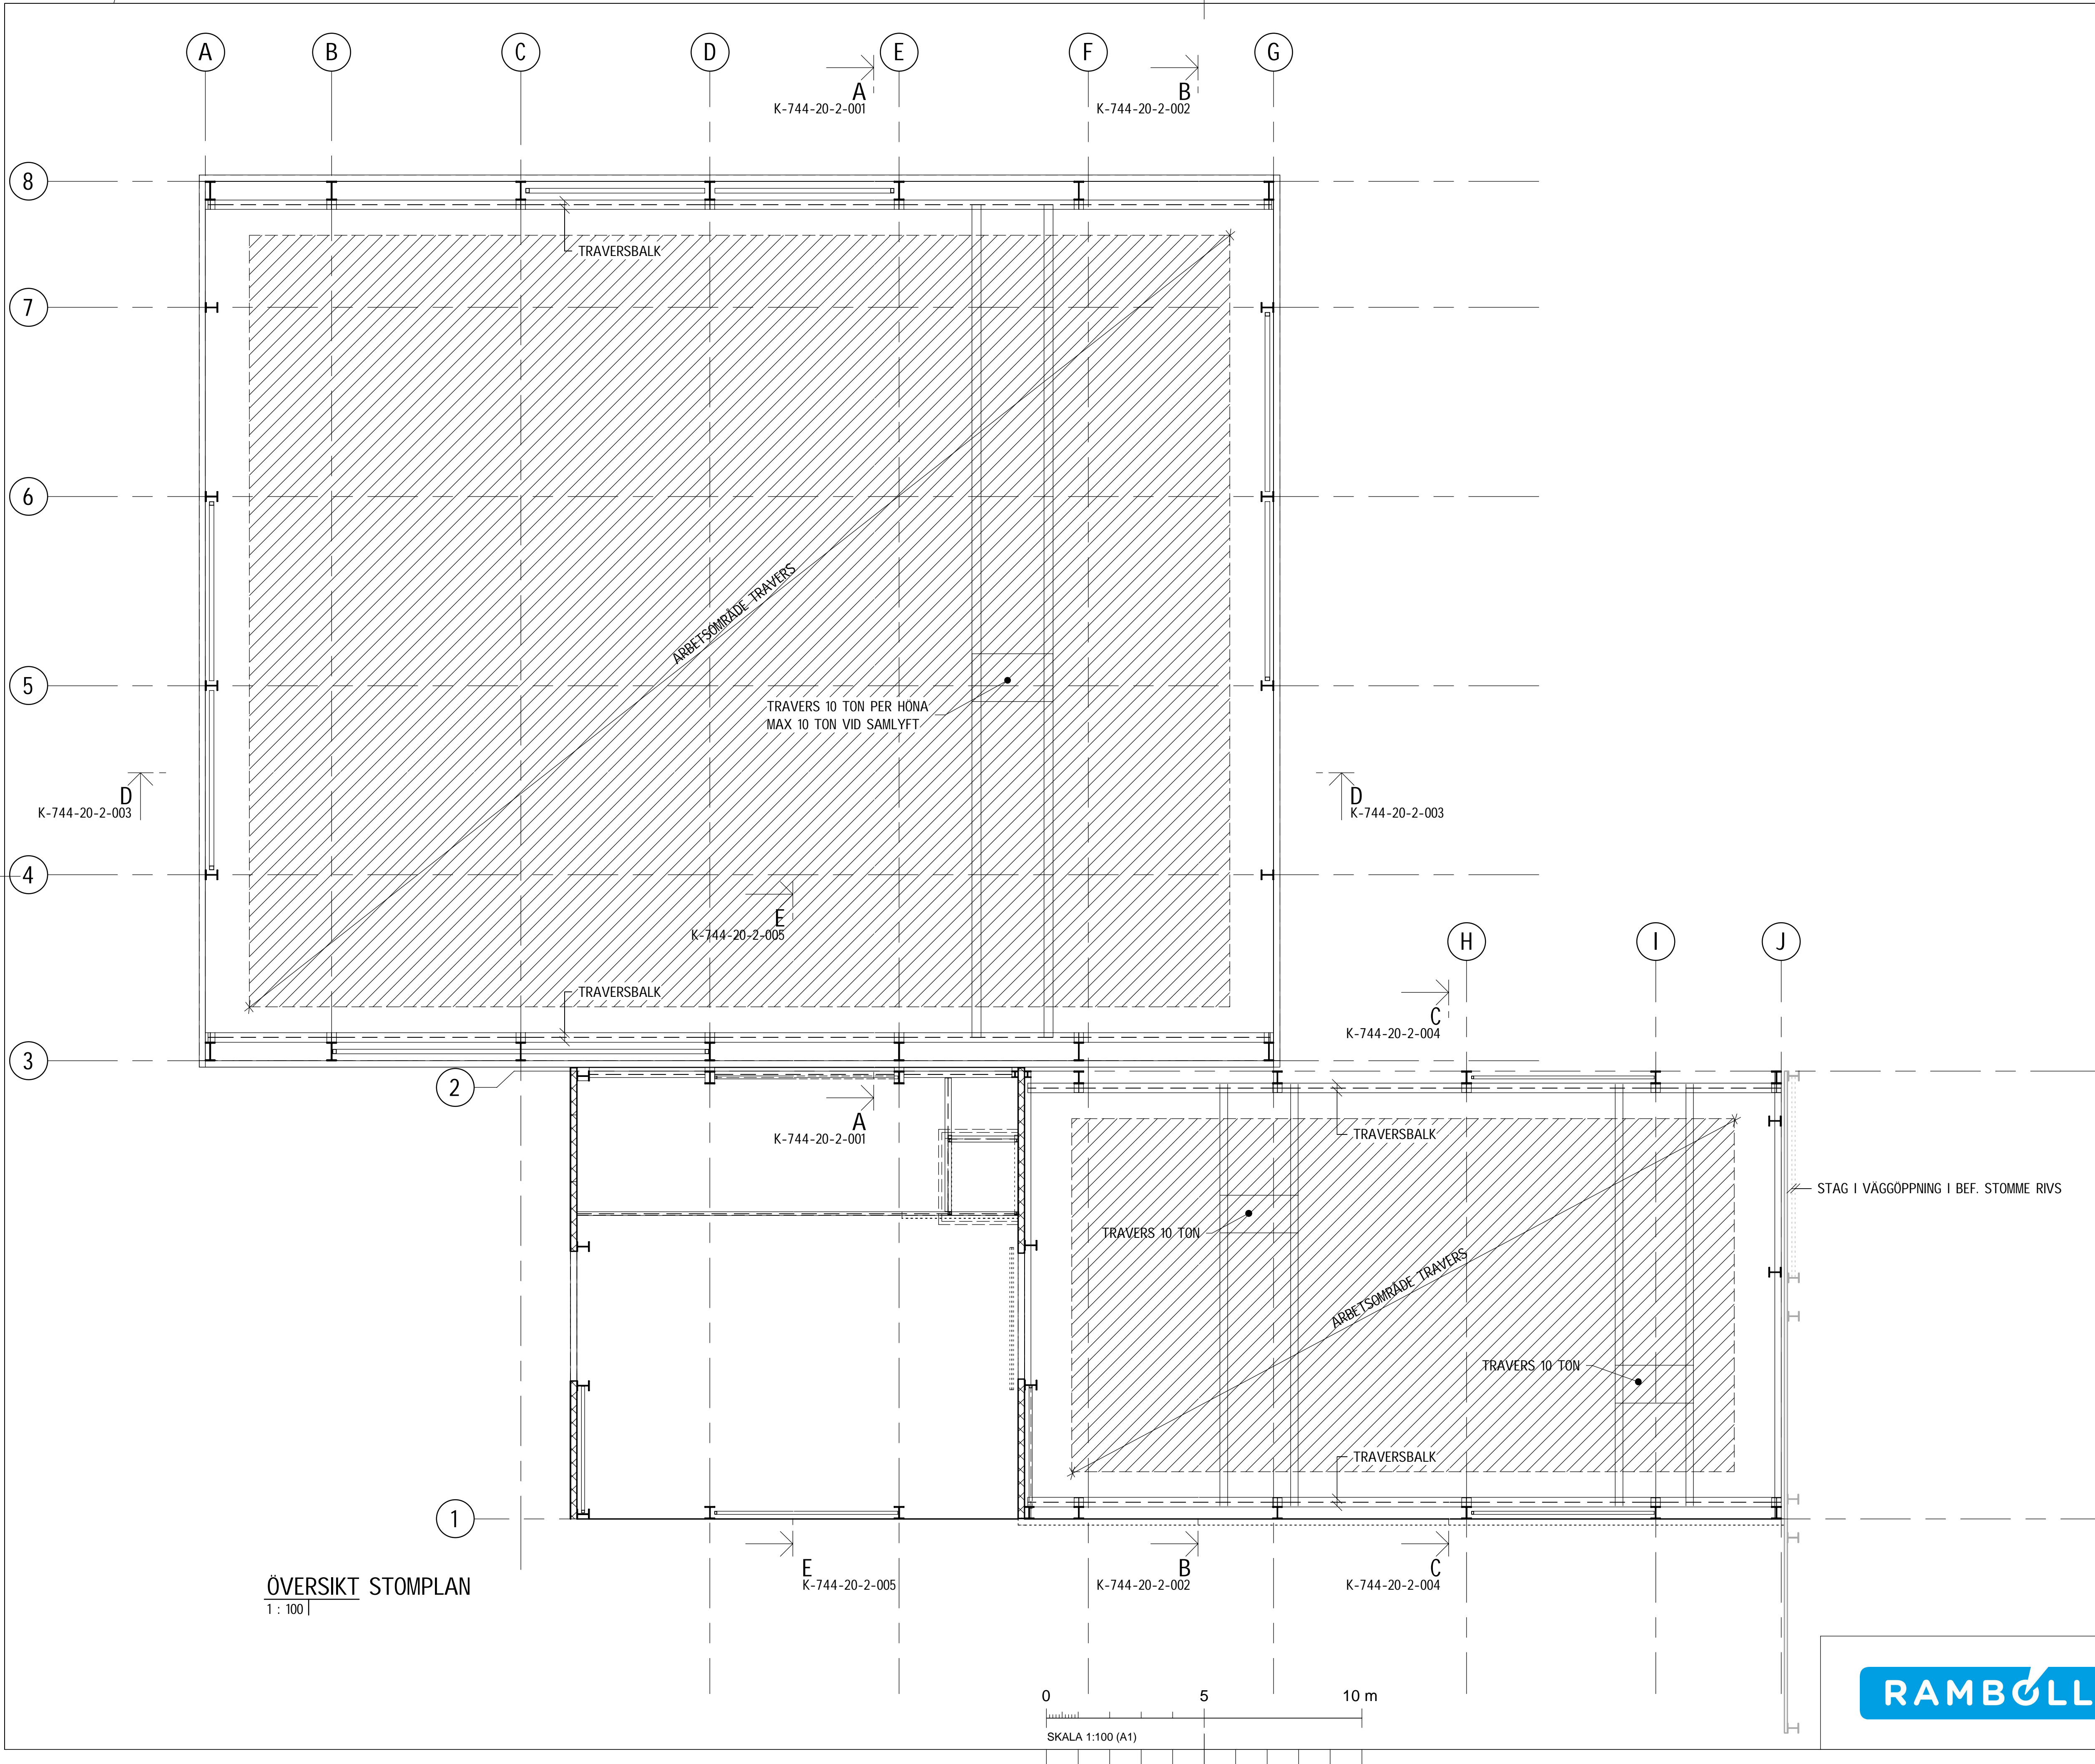 A B C D E F G
A
K-744-20-2-001
B
K-744-20-2-002
8
TRAVERSBALK
7
6
ARBETSOMRÅDE TRAVERS
5
TRAVERS 10 TON PER HÖNA
MAX 10 TON VID SAMLYFT
D
K-744-20-2-003
D
K-744-20-2-003
4
E
K-744-20-2-005
H I J
TRAVERSBALK
C
K-744-20-2-004
3
2
A
K-744-20-2-001
TRAVERSBALK
STAG I VÄGGÖPPNING I BEF. STOMME RIVS
TRAVERS 10 TON
ARBETSOMRÅDE TRAVERS
TRAVERS 10 TON
TRAVERSBALK
1
E
K-744-20-2-005
B
K-744-20-2-002
C
K-744-20-2-004
ÖVERSIKT STOMPLAN
1 : 100
0 5 10 m
SKALA 1:100 (A1)
RAMBOLL